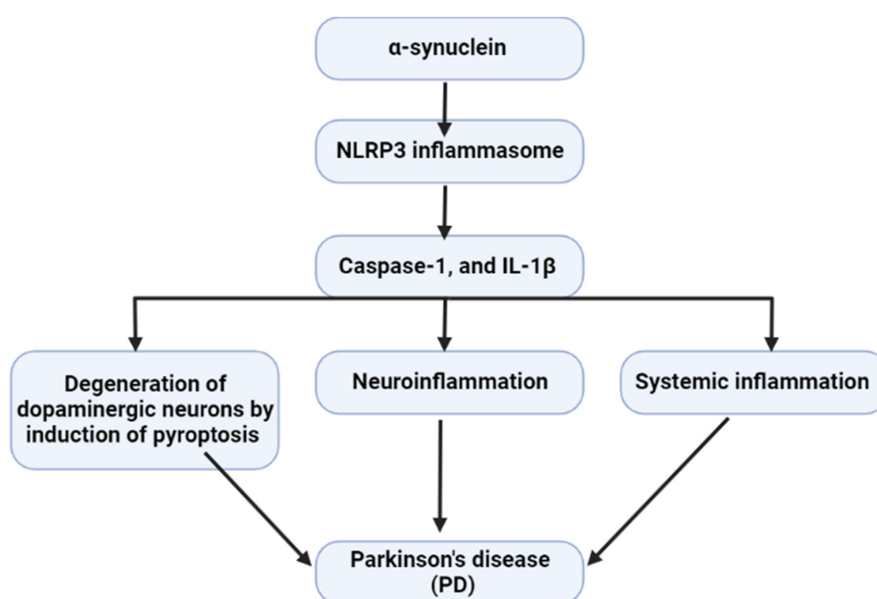 α-synuclein
NLRP3 inflammasome
Caspase-1, and IL-1β
Degeneration of
dopaminergic neurons by
induction of pyroptosis
Neuroinflammation
Systemic inflammation
Parkinson's disease
(PD)